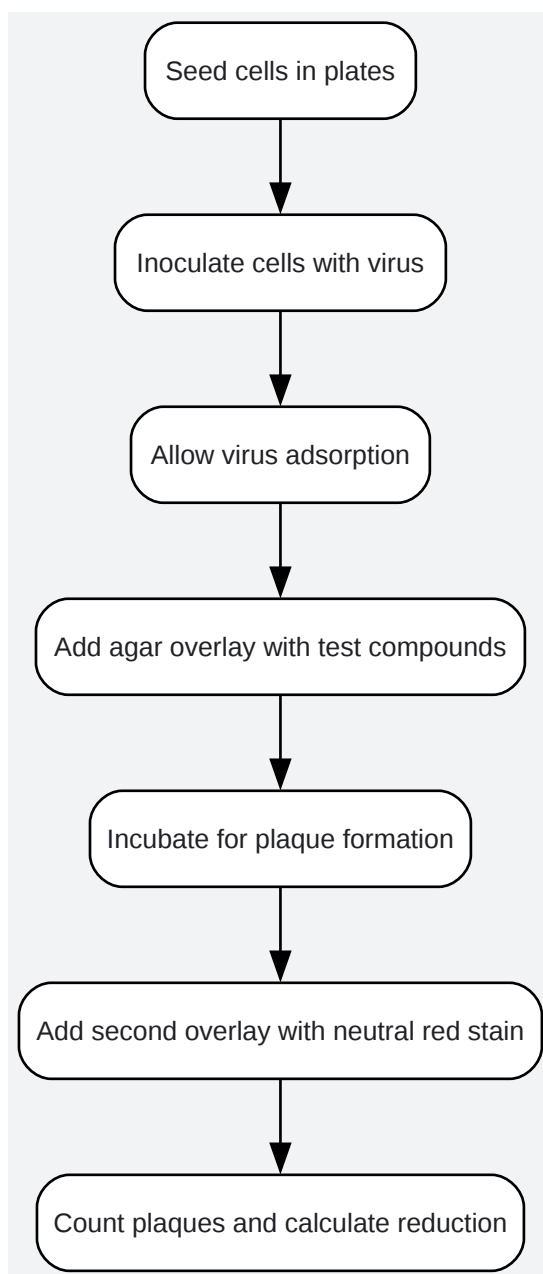 Seed cells in plates
Inoculate cells with virus
Allow virus adsorption
Add agar overlay with test compounds
Incubate for plaque formation
Add second overlay with neutral red stain
Count plaques and calculate reduction